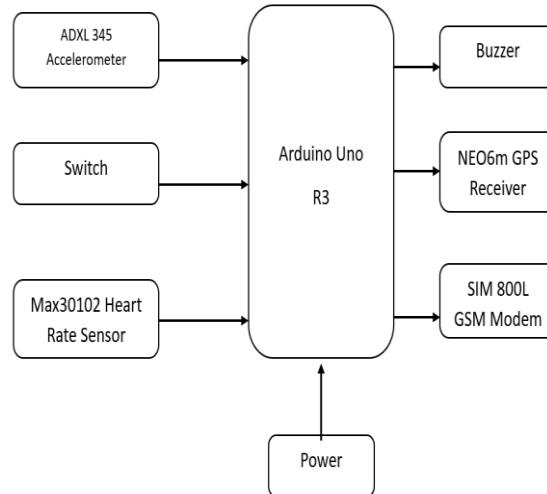 ADXL 345
Accelerometer
Switch
Max30102 Heart
Rate Sensor
Arduino Uno
R3
Buzzer
NEO6m GPS
Receiver
SIM 800L
GSM Modem
Power